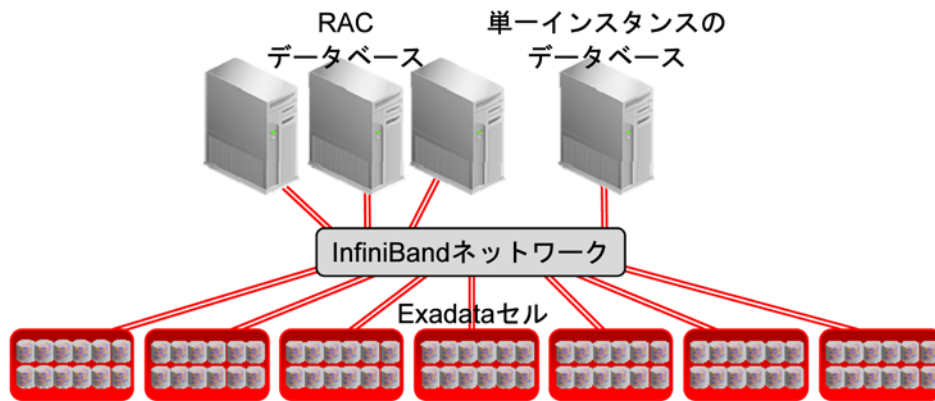 RAC
データベース
単一インスタンスの
データベース
InfiniBandネットワーク
Exadataセル